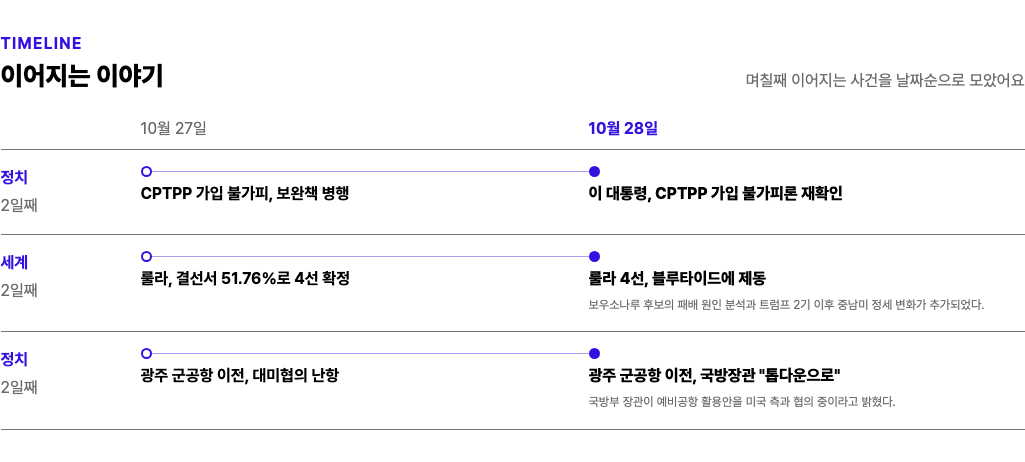 TIMELINE
이어지는 이야기
며칠째 이어지는 사건을 날짜순으로 모았어요
10월 27일
10월 28일
정치
2일째
CPTPP 가입 불가피, 보완책 병행
이 대통령, CPTPP 가입 불가피론 재확인
세계
2일째
룰라, 결선서 51.76%로 4선 확정
룰라 4선, 블루타이드에 제동
보우소나루 후보의 패배 원인 분석과 트럼프 2기 이후 중남미 정세 변화가 추가되었다.
정치
2일째
광주 군공항 이전, 대미협의 난항
광주 군공항 이전, 국방장관 "톱다운으로"
국방부 장관이 예비공항 활용안을 미국 측과 협의 중이라고 밝혔다.